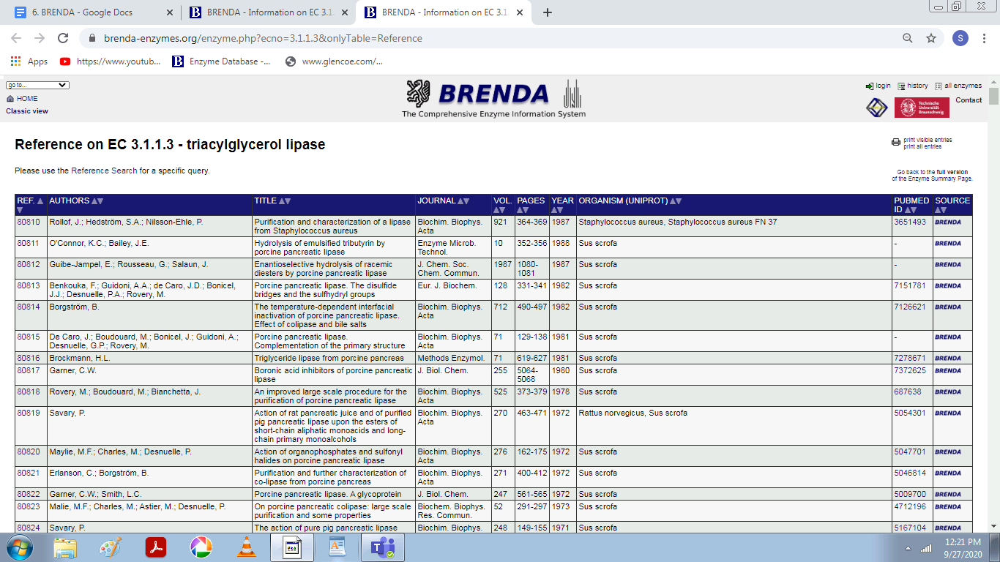 6. BRENDA - Google Docs
BRENDA - Information on EC 3.1.
BRENDA - Information on EC 3.1
brenda-enzymes.org/enzyme.php?ecno=3.1.1.3&onlyTable=Reference
S
Apps
https://www.youtub...
Enzyme Database -...
www.glencoe.com/...
go to...
HOME
Classic view
BRENDA
The Comprehensive Enzyme Information System
login history all enzymes
Technische Universität Braunschweig
Contact
Reference on EC 3.1.1.3 - triacylglycerol lipase
print visible entries
print all entries
Please use the Reference Search for a specific query.
Go back to the full version
of the Enzyme Summary Page.
REF. ▲▼ AUTHORS ▲▼ TITLE ▲▼ JOURNAL ▲▼ VOL. ▲▼ PAGES ▲▼ YEAR ▲▼ ORGANISM (UNIPROT) ▲▼ PUBMED ID ▲▼ SOURCE ▲▼
80810 Rollof, J.; Hedström, S.A.; Nilsson-Ehle, P. Purification and characterization of a lipase from Staphylococcus aureus Biochim. Biophys. Acta 921 364-369 1987 Staphylococcus aureus, Staphylococcus aureus FN 37 3651493 BRENDA
80811 O'Connor, K.C.; Bailey, J.E. Hydrolysis of emulsified tributyrin by porcine pancreatic lipase Enzyme Microb. Technol. 10 352-356 1988 Sus scrofa - BRENDA
80812 Guibe-Jampel, E.; Rousseau, G.; Salaun, J. Enantioselective hydrolysis of racemic diesters by porcine pancreatic lipase J. Chem. Soc. Chem. Commun. 1987 1080-1081 1987 Sus scrofa - BRENDA
80813 Benkouka, F.; Guidoni, A.A.; de Caro, J.D.; Bonicel, J.J.; Desnuelle, P.A.; Rovery, M. Porcine pancreatic lipase. The disulfide bridges and the sulfhydryl groups Eur. J. Biochem. 128 331-341 1982 Sus scrofa 7151781 BRENDA
80814 Borgström, B. The temperature-dependent interfacial inactivation of porcine pancreatic lipase. Effect of colipase and bile salts Biochim. Biophys. Acta 712 490-497 1982 Sus scrofa 7126621 BRENDA
80815 De Caro, J.; Boudouard, M.; Bonicel, J.; Guidoni, A.; Desnuelle, G.P.; Rovery, M. Porcine pancreatic lipase. Complementation of the primary structure Biochim. Biophys. Acta 71 129-138 1981 Sus scrofa - BRENDA
80816 Brockmann, H.L. Triglyceride lipase from porcine pancreas Methods Enzymol. 71 619-627 1981 Sus scrofa 7278671 BRENDA
80817 Garner, C.W. Boronic acid inhibitors of porcine pancreatic lipase J. Biol. Chem. 255 5064-5068 1980 Sus scrofa 7372625 BRENDA
80818 Rovery, M.; Boudouard, M.; Bianchetta, J. An improved large scale procedure for the purification of porcine pancreatic lipase Biochim. Biophys. Acta 525 373-379 1978 Sus scrofa 687638 BRENDA
80819 Savary, P. Action of rat pancreatic juice and of purified pig pancreatic lipase upon the esters of short-chain aliphatic monoacids and long-chain primary monoalcohols Biochim. Biophys. Acta 270 463-471 1972 Rattus norvegicus, Sus scrofa 5054301 BRENDA
80820 Maylie, M.F.; Charles, M.; Desnuelle, P. Action of organophosphates and sulfonyl halides on porcine pancreatic lipase Biochim. Biophys. Acta 276 162-175 1972 Sus scrofa 5047701 BRENDA
80821 Erlanson, C.; Borgström, B. Purification and further characterization of co-lipase from porcine pancreas Biochim. Biophys. Acta 271 400-412 1972 Sus scrofa 5046814 BRENDA
80822 Garner, C.W.; Smith, L.C. Porcine pancreatic lipase. A glycoprotein J. Biol. Chem. 247 561-565 1972 Sus scrofa 5009700 BRENDA
80823 Malie, M.F.; Charles, M.; Astier, M.; Desnuelle, P. On porcine pancreatic colipase: large scale purification and some properties Biochem. Biophys. Res. Commun. 52 291-297 1973 Sus scrofa 4712196 BRENDA
80824 Savary, P. The action of pure pig pancreatic lipase Biochim. Biophys. 248 149-155 1971 Sus scrofa 5167104 BRENDA
12:21 PM
9/27/2020